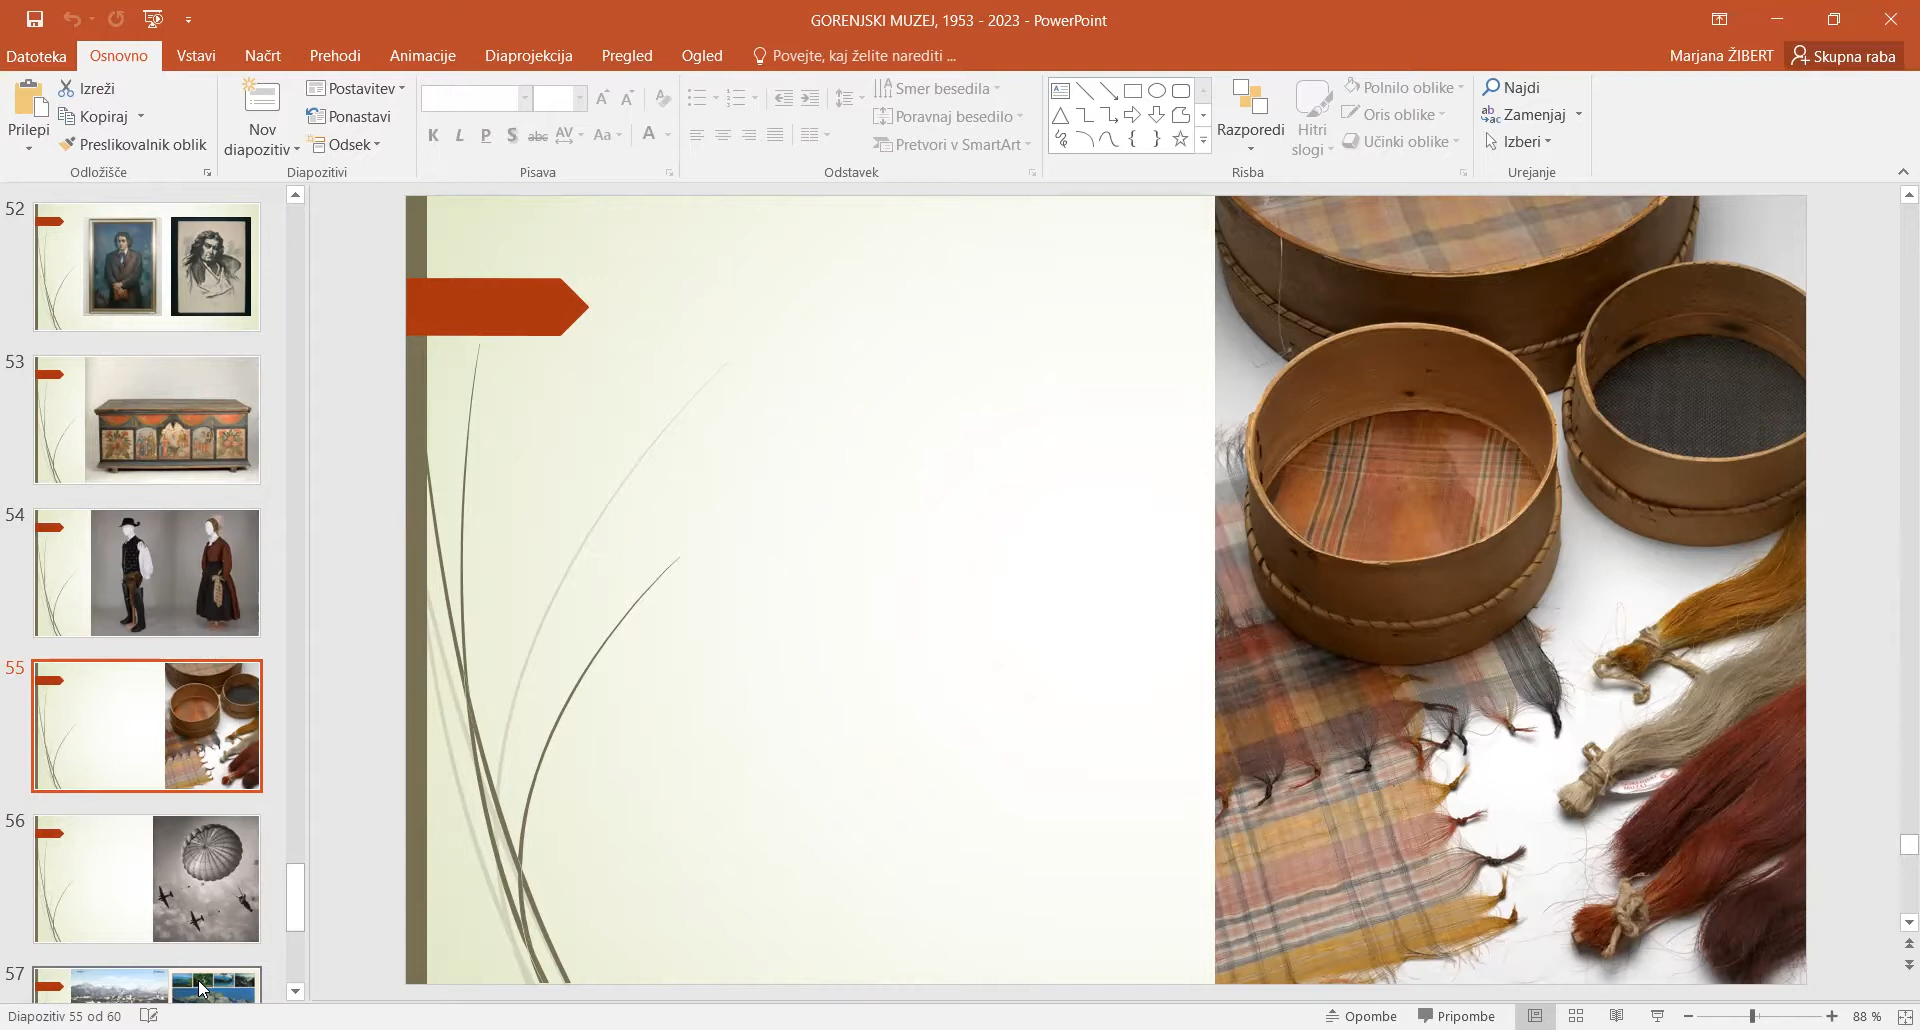 GORENJSKI MUZEJ, 1953 - 2023 - PowerPoint
Datoteka Osnovno Vstavi Načrt Prehodi Animacije Diaprojekcija Pregled Ogled Povejte, kaj želite narediti ... Marjana ŽIBERT Skupna raba
Prilepi
Izreži
Kopiraj
Preslikovalnik oblik
Odložišče
Nov
diapozitiv
Postavitev
Ponastavi
Odsek
Diapozitivi
K L P S abc AV Aa A
Pisava
Smer besedila
Poravnaj besedilo
Pretvori v SmartArt
Odstavek
Razporedi
Hitri
slogi
Polnilo oblike
Oris oblike
Učinki oblike
Risba
Najdi
Zamenjaj
Izberi
Urejanje
52
53
54
55
56
57
Diapozitiv 55 od 60 Opombe Pripombe 88 %